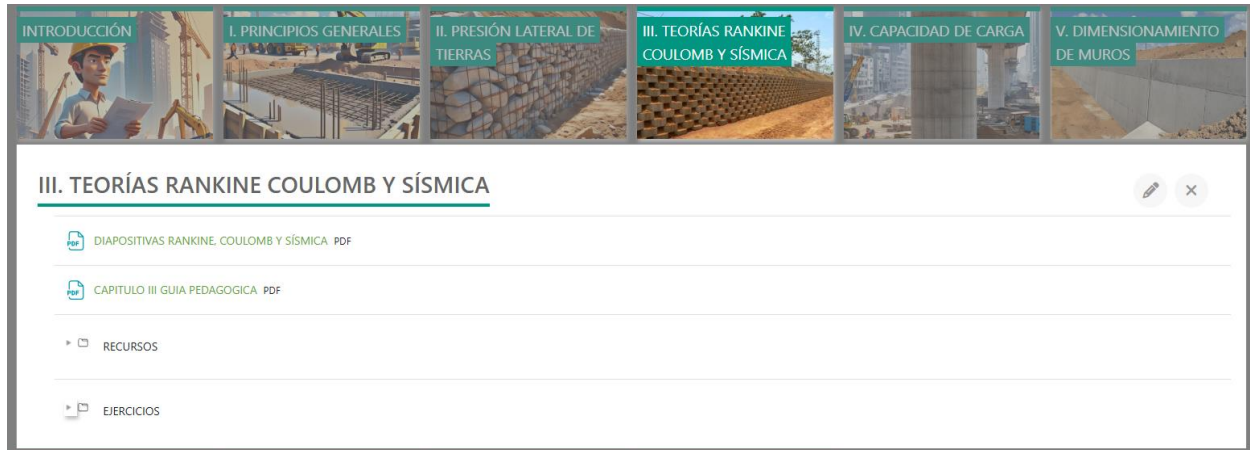 INTRODUCCIÓN
I. PRINCIPIOS GENERALES
II. PRESIÓN LATERAL DE
TIERRAS
III. TEORÍAS RANKINE
COULOMB Y SÍSMICA
IV. CAPACIDAD DE CARGA
V. DIMENSIONAMIENTO
DE MUROS
III. TEORÍAS RANKINE COULOMB Y SÍSMICA
PDF DIAPOSITIVAS RANKINE, COULOMB Y SÍSMICA PDF
PDF CAPITULO III GUIA PEDAGOGICA PDF
RECURSOS
EJERCICIOS